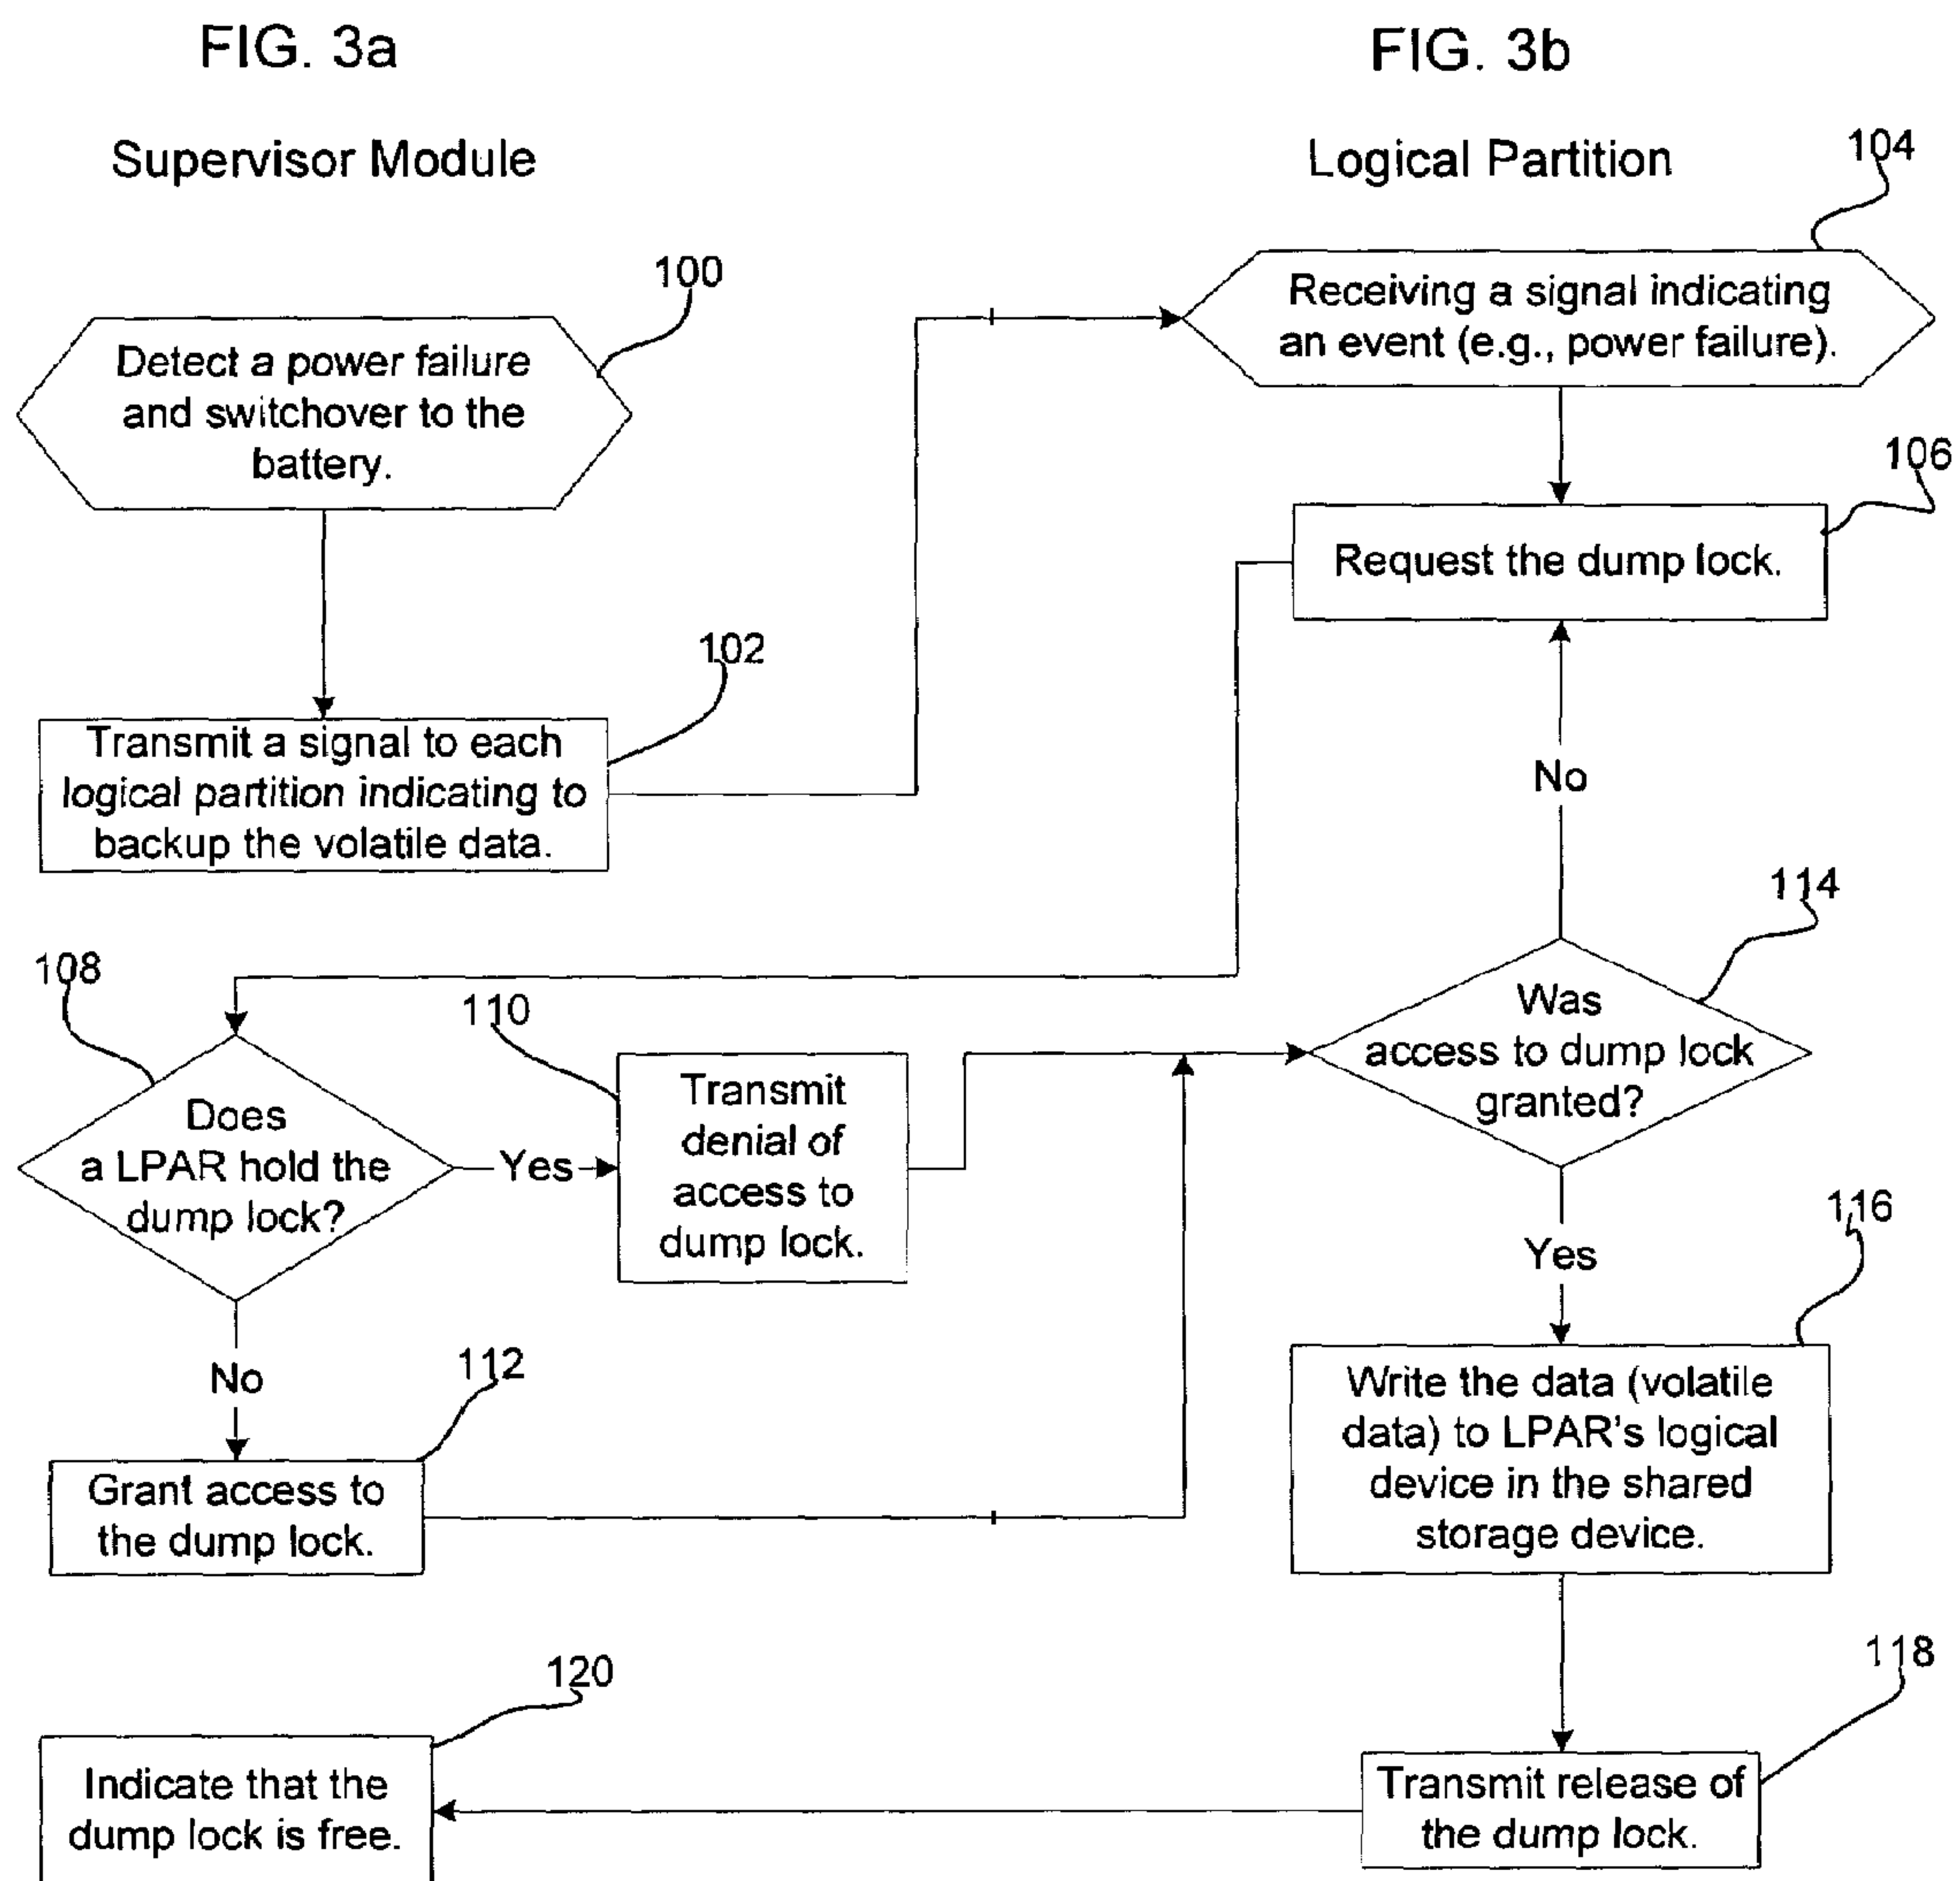 FIG. 3a
FIG. 3b
Supervisor Module
Logical Partition
104
100
Receiving a signal indicating
an event (e.g., power failure).
Detect a power failure
and switchover to the
battery.
106
Request the dump lock.
102
Transmit a signal to each
logical partition indicating to
backup the volatile data.
No
114
108
110
Was
access to dump lock
granted?
Does
a LPAR hold the
dump lock?
Yes
Transmit
denial of
access to
dump lock.
116
Yes
No
112
Write the data (volatile
data) to LPAR's logical
device in the shared
storage device.
Grant access to
the dump lock.
118
120
Indicate that the
dump lock is free.
Transmit release of
the dump lock.